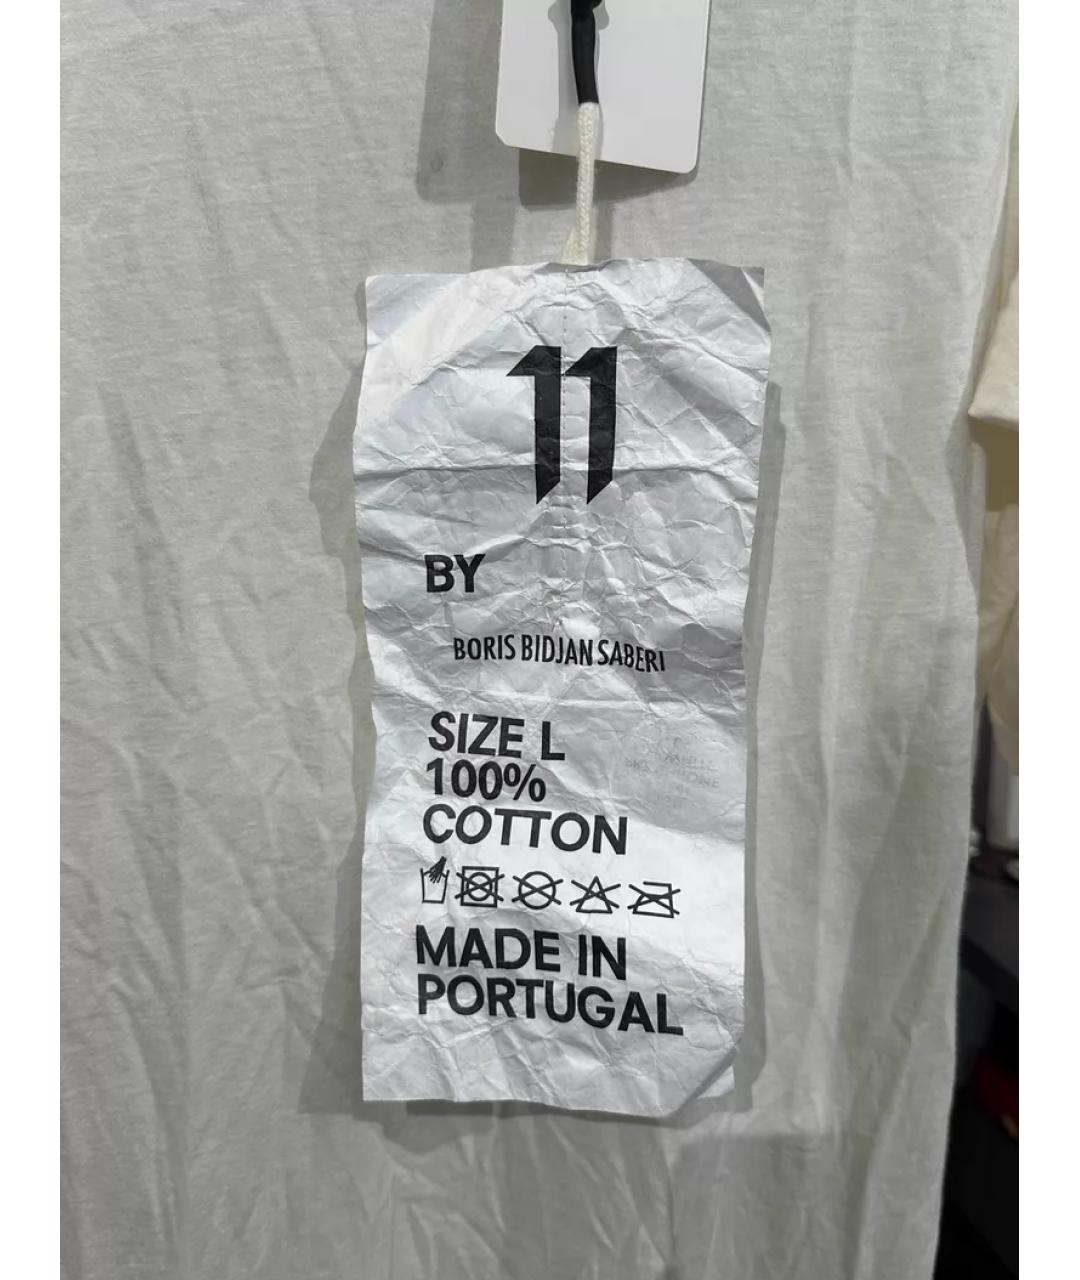 11
BY
BORIS BIDJAN SABERI
SIZE L
100%
COTTON
MADE IN
PORTUGAL